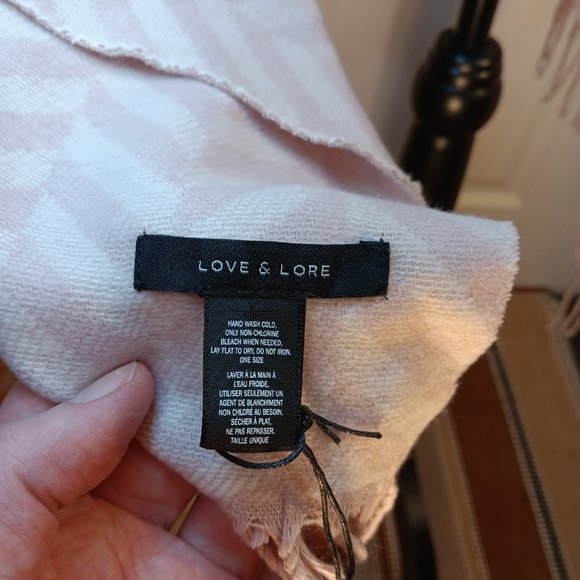 LOVE & LORE
HAND WASH COLD,
ONLY NON-CHLORINE
BLEACH WHEN NEEDED,
LAY FLAT TO DRY, DO NOT IRON.
ONE SIZE
LAVER À LA MAIN À
L'EAU FROIDE,
UTILISER SEULEMENT UN
AGENT DE BLANCHIMENT
NON CHLORÉ AU BESOIN,
SÉCHER À PLAT,
NE PAS REPASSER.
TAILLE UNIQUE